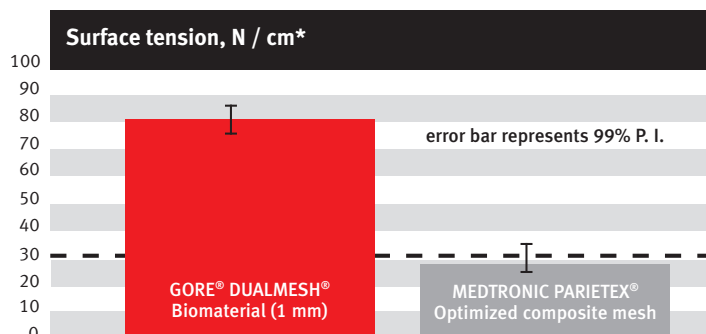 Surface tension, N / cm*
100
90
80
70
60
50
40
30
20
10
0
error bar represents 99% P. I.
GORE® DUALMESH®
Biomaterial (1 mm)
MEDTRONIC PARIETEX®
Optimized composite mesh